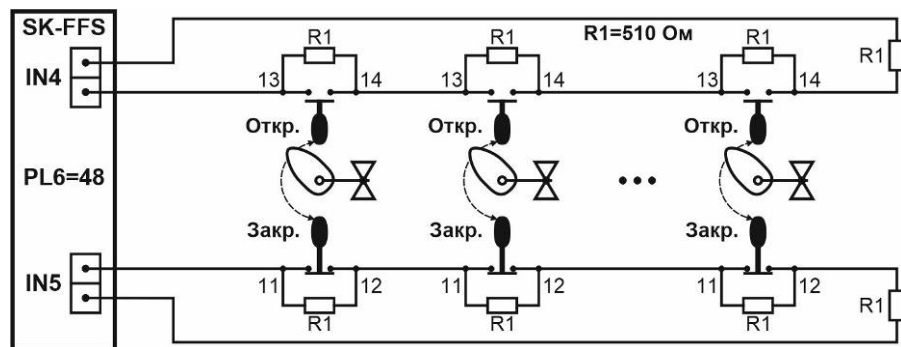 SK-FFS
R1
R1
R1
R1=510 Ом
R1
IN4
13
14
13
14
13
14
Откр.
Откр.
Откр.
PL6=48
Закр.
Закр.
Закр.
IN5
11
12
11
12
11
12
R1
R1
R1
R1